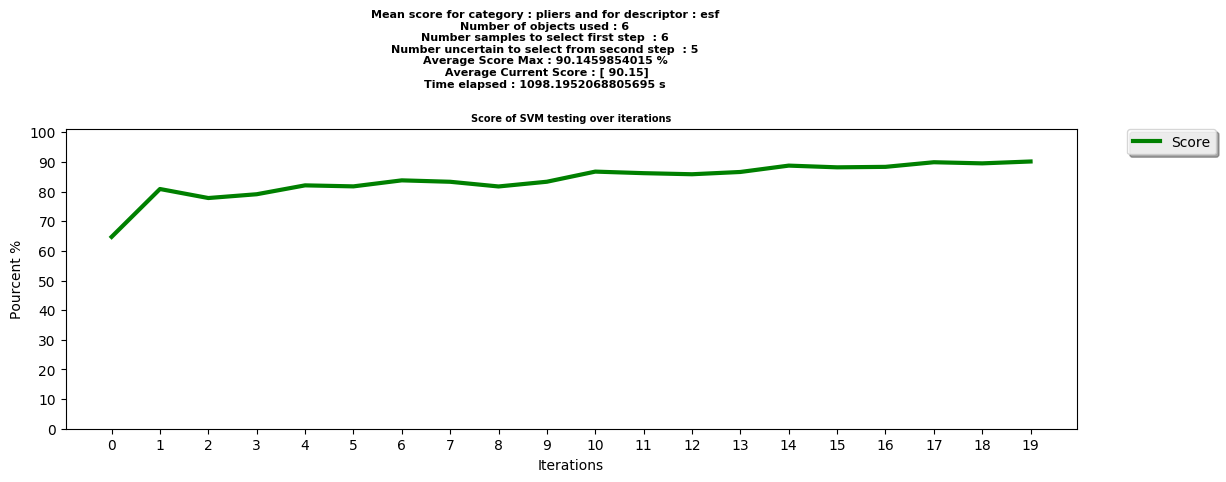 Mean score for category : pliers and for descriptor : esf
Number of objects used : 6
Number samples to select first step  : 6
Number uncertain to select from second step  : 5
Average Score Max : 90.1459854015 %
Average Current Score : [ 90.15]
Time elapsed : 1098.1952068805695 s
Score of SVM testing over iterations
Score
100
90
80
70
60
50
40
30
20
10
0
Pourcent %
0 1 2 3 4 5 6 7 8 9 10 11 12 13 14 15 16 17 18 19
Iterations